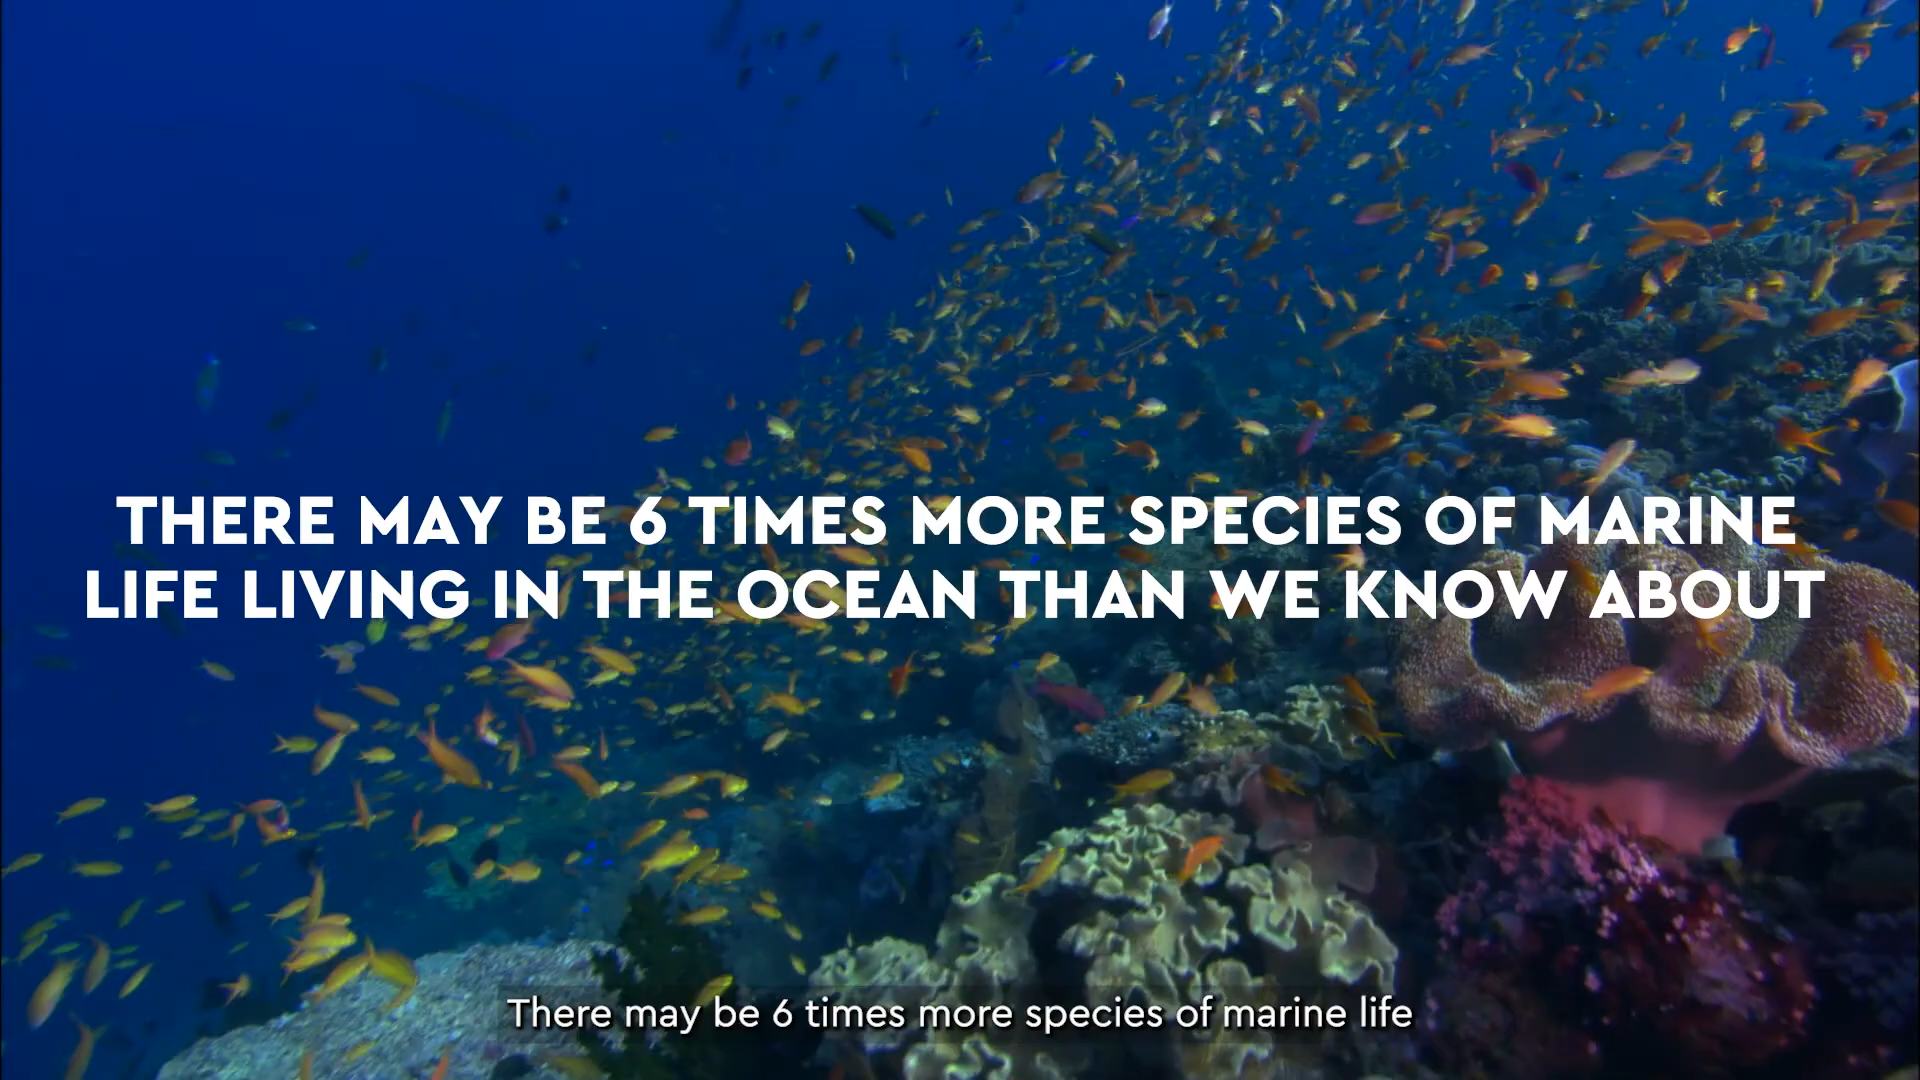 THERE MAY BE 6 TIMES MORE SPECIES OF MARINE
LIFE LIVING IN THE OCEAN THAN WE KNOW ABOUT
There may be 6 times more species of marine life